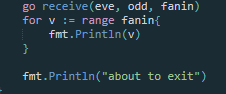 go receive(eve, odd, fanin)
for v := range fanin{
fmt.Println(v)
}
fmt.Println("about to exit")